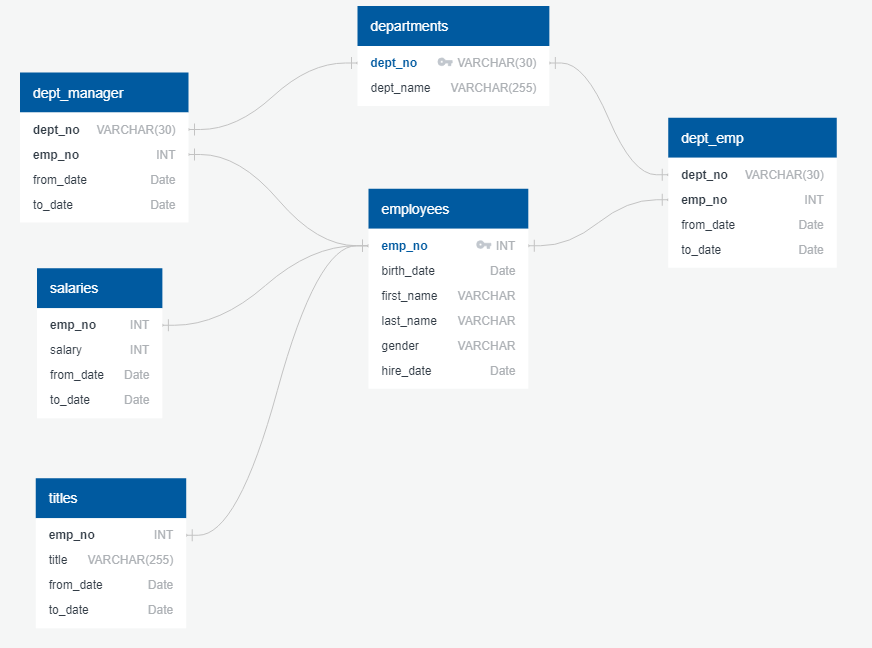 departments
dept_no VARCHAR(30)
dept_name VARCHAR(255)
dept_manager
dept_no VARCHAR(30)
emp_no INT
from_date Date
to_date Date
dept_emp
dept_no VARCHAR(30)
emp_no INT
from_date Date
to_date Date
employees
emp_no INT
birth_date Date
first_name VARCHAR
last_name VARCHAR
gender VARCHAR
hire_date Date
salaries
emp_no INT
salary INT
from_date Date
to_date Date
titles
emp_no INT
title VARCHAR(255)
from_date Date
to_date Date